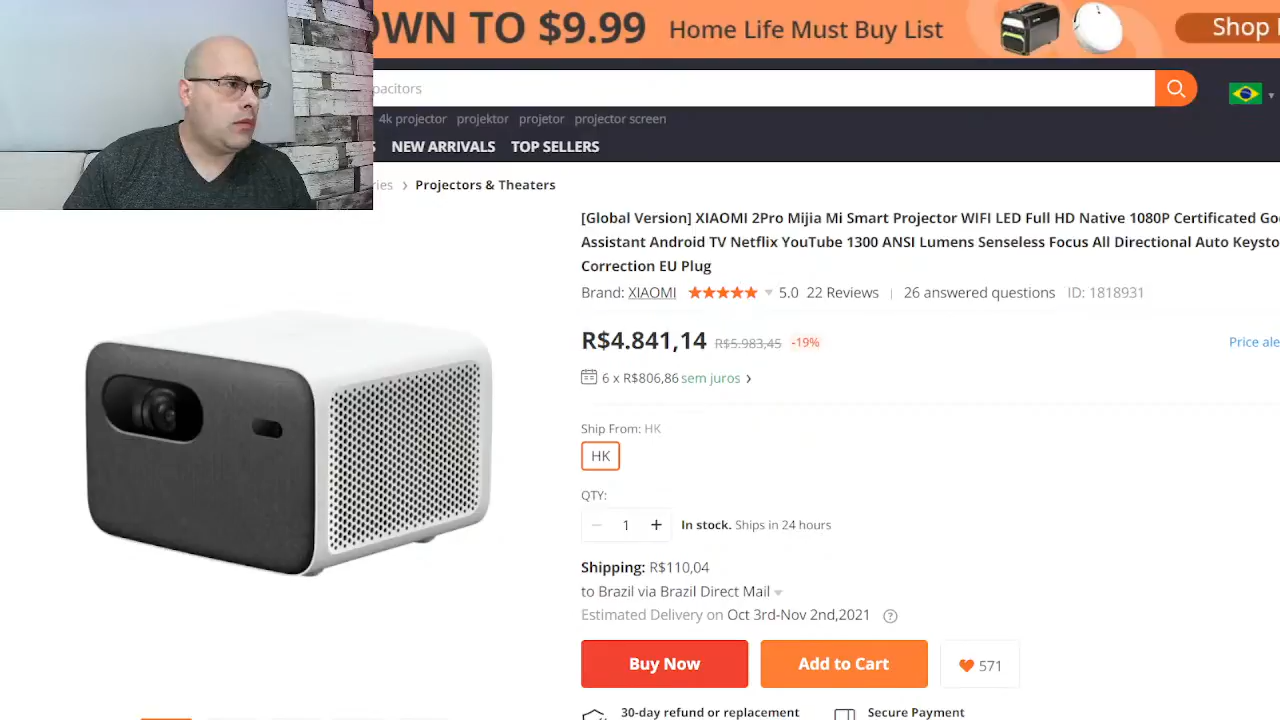 OWN TO $9.99
Home Life Must Buy List
Shop
4k projector projektor projetor projector screen
NEW ARRIVALS TOP SELLERS
› Projectors & Theaters
[Global Version] XIAOMI 2Pro Mijia Mi Smart Projector WIFI LED Full HD Native 1080P Certificated Goo
Assistant Android TV Netflix YouTube 1300 ANSI Lumens Senseless Focus All Directional Auto Keysto
Correction EU Plug
Brand: XIAOMI 5.0 22 Reviews | 26 answered questions ID: 1818931
R$4.841,14 R$5.983,45 -19%
Price ale
6 x R$806,86 sem juros ›
Ship From: HK
HK
QTY:
− 1 + In stock. Ships in 24 hours
Shipping: R$110,04
to Brazil via Brazil Direct Mail
Estimated Delivery on Oct 3rd-Nov 2nd,2021 ?
Buy Now
Add to Cart
571
30-day refund or replacement
Secure Payment